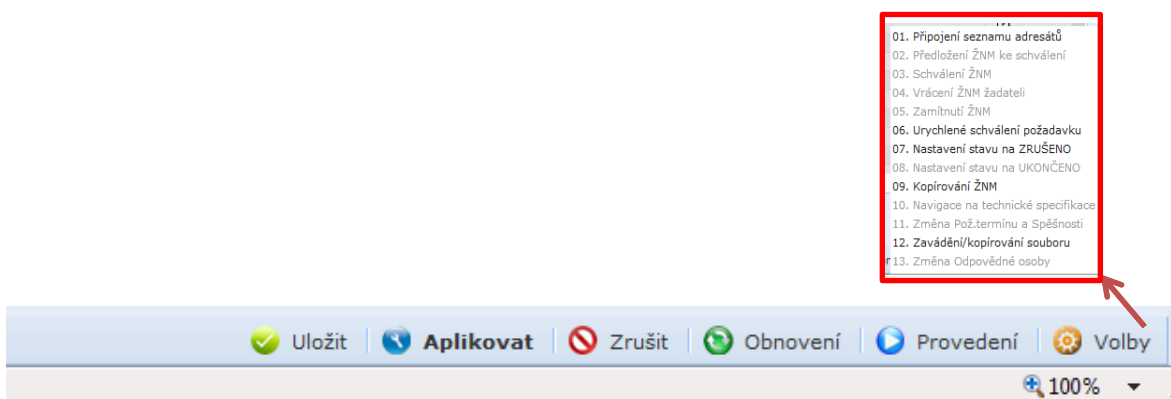 01. Připojení seznamu adresátů
02. Předložení ŽNM ke schválení
03. Schválení ŽNM
04. Vrácení ŽNM žadateli
05. Zamítnutí ŽNM
06. Urychlené schválení požadavku
07. Nastavení stavu na ZRUŠENO
08. Nastavení stavu na UKONČENO
09. Kopírování ŽNM
10. Navigace na technické specifikace
11. Změna Pož.termínu a Spěšnosti
12. Zavádění/kopírování souboru
13. Změna Odpovědné osoby
Uložit Aplikovat Zrušit Obnovení Provedení Volby
100%